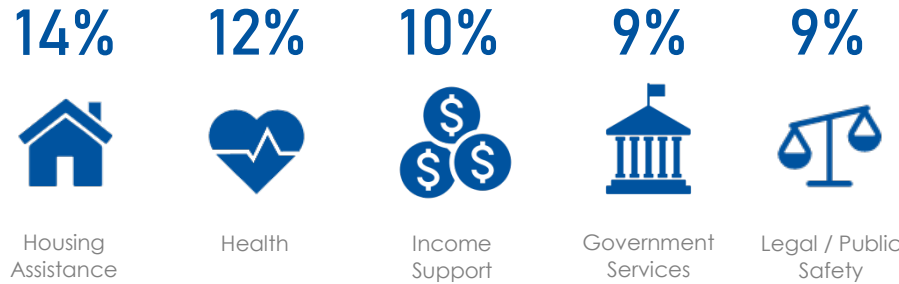 14% 12% 10% 9% 9%
$
$ $
Housing Assistance
Health
Income Support
Government Services
Legal / Public Safety